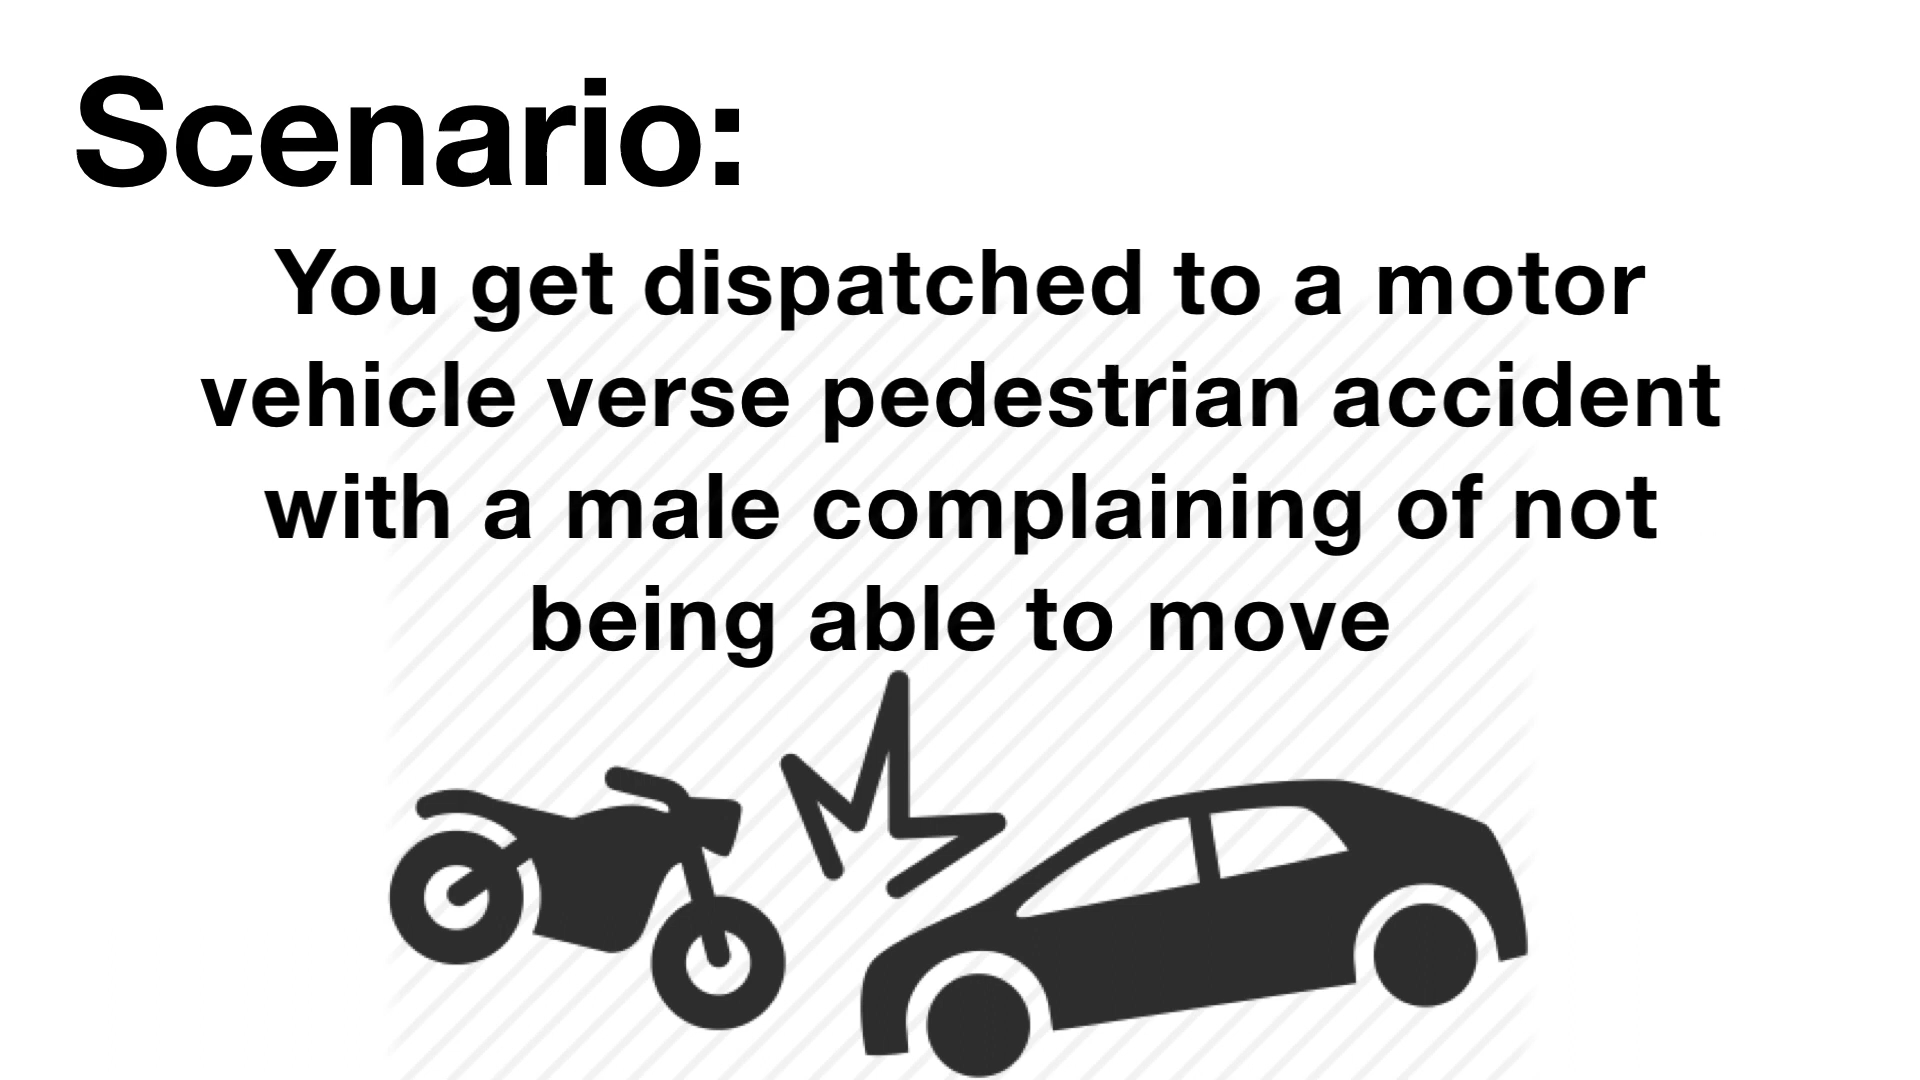 Scenario:
You get dispatched to a motor
vehicle verse pedestrian accident
with a male complaining of not
being able to move